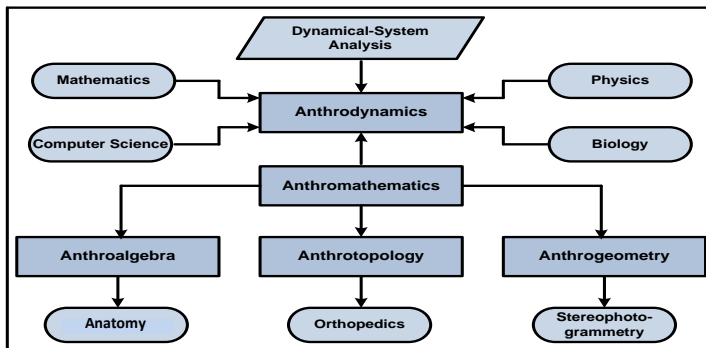 Dynamical-System
Analysis
Mathematics
Physics
Anthrodynamics
Computer Science
Biology
Anthromathematics
Anthroalgebra
Anthrotopology
Anthrogeometry
Anatomy
Orthopedics
Stereophoto-
grammetry